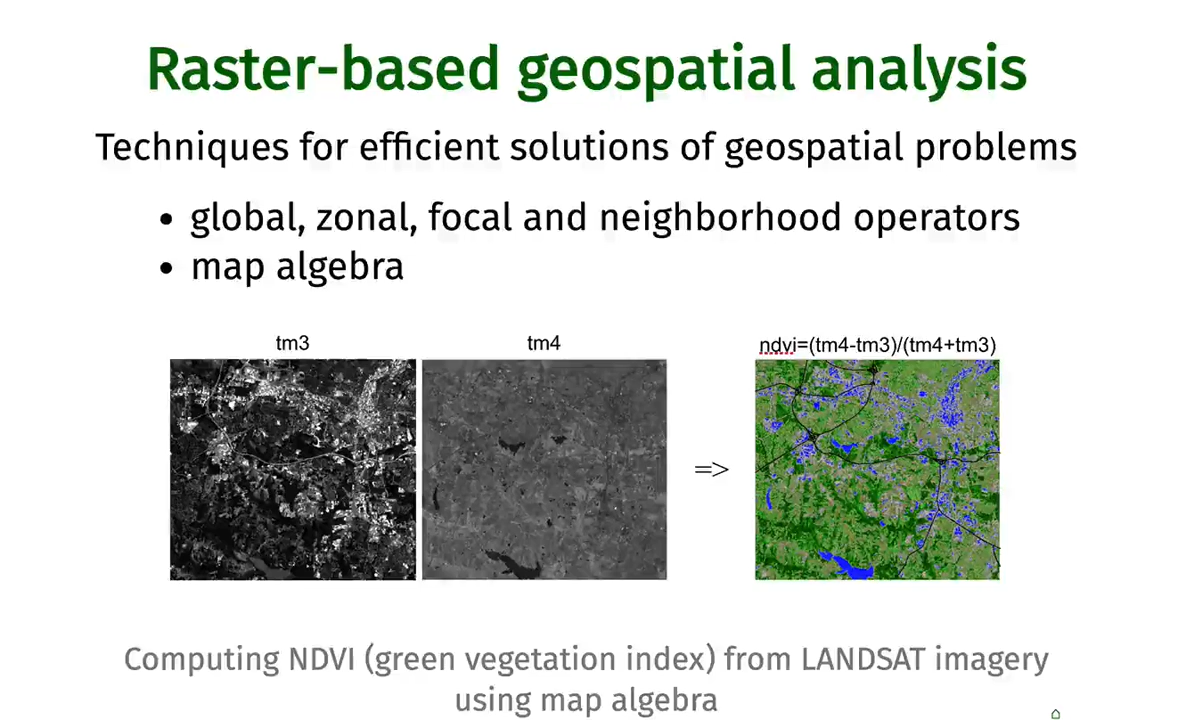 Raster-based geospatial analysis
Techniques for efficient solutions of geospatial problems
• global, zonal, focal and neighborhood operators
• map algebra
tm3
tm4
ndvi=(tm4-tm3)/(tm4+tm3)
=>
Computing NDVI (green vegetation index) from LANDSAT imagery
using map algebra